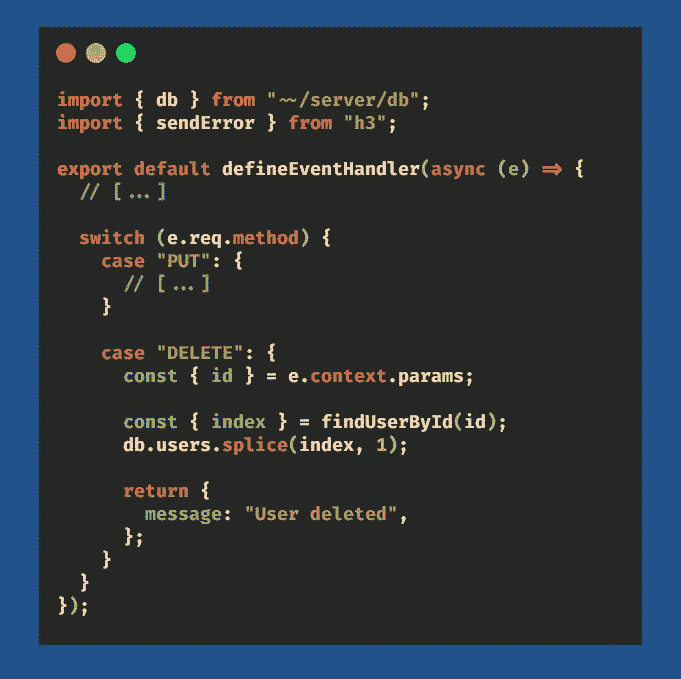 import { db } from "~~/server/db";
import { sendError } from "h3";
export default defineEventHandler(async (e) => {
// [...]
switch (e.req.method) {
case "PUT": {
// [...]
}
case "DELETE": {
const { id } = e.context.params;
const { index } = findUserById(id);
db.users.splice(index, 1);
return {
message: "User deleted",
};
}
}
});